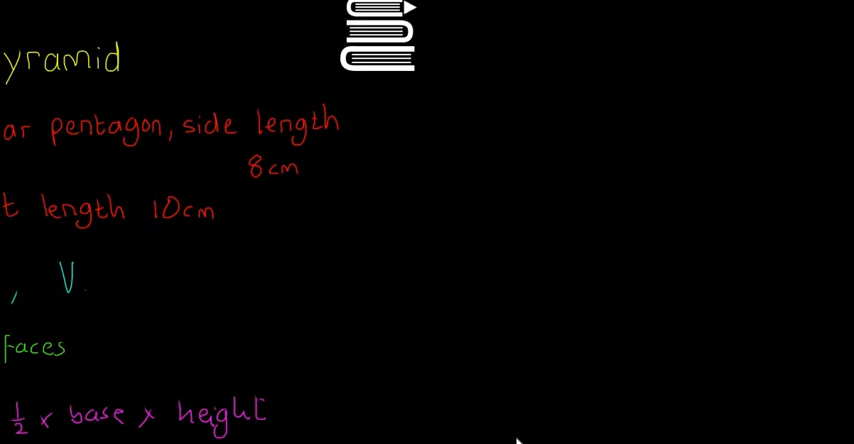 yramid
ar pentagon, side length
8cm
t length 10cm
, V.
faces
1/2 x base x height